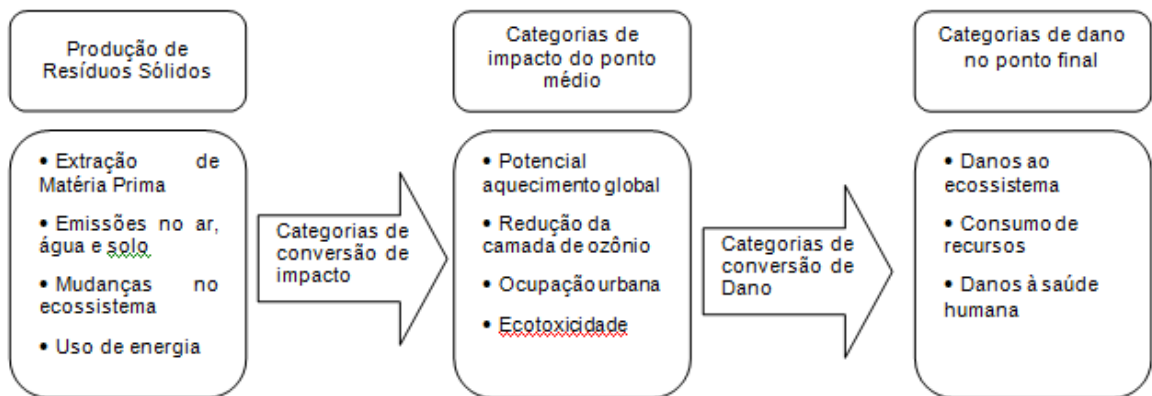 Produção de
Resíduos Sólidos
Categorias de
impacto do ponto
médio
Categorias de dano
no ponto final
• Extração de
Matéria Prima
• Emissões no ar,
água e solo
• Mudanças no
ecossistema
• Uso de energia
Categorias de
conversão de
impacto
• Potencial
aquecimento global
• Redução da
camada de ozônio
• Ocupação urbana
• Ecotoxicidade
Categorias de
conversão de
Dano
• Danos ao
ecossistema
• Consumo de
recursos
• Danos à saúde
humana